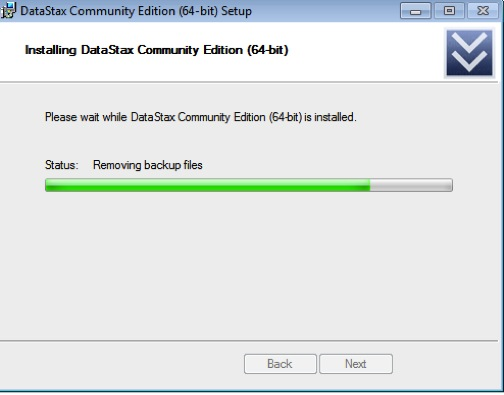 DataStax Community Edition (64-bit) Setup
Installing DataStax Community Edition (64-bit)
Please wait while DataStax Community Edition (64-bit) is installed.
Status: Removing backup files
Back Next